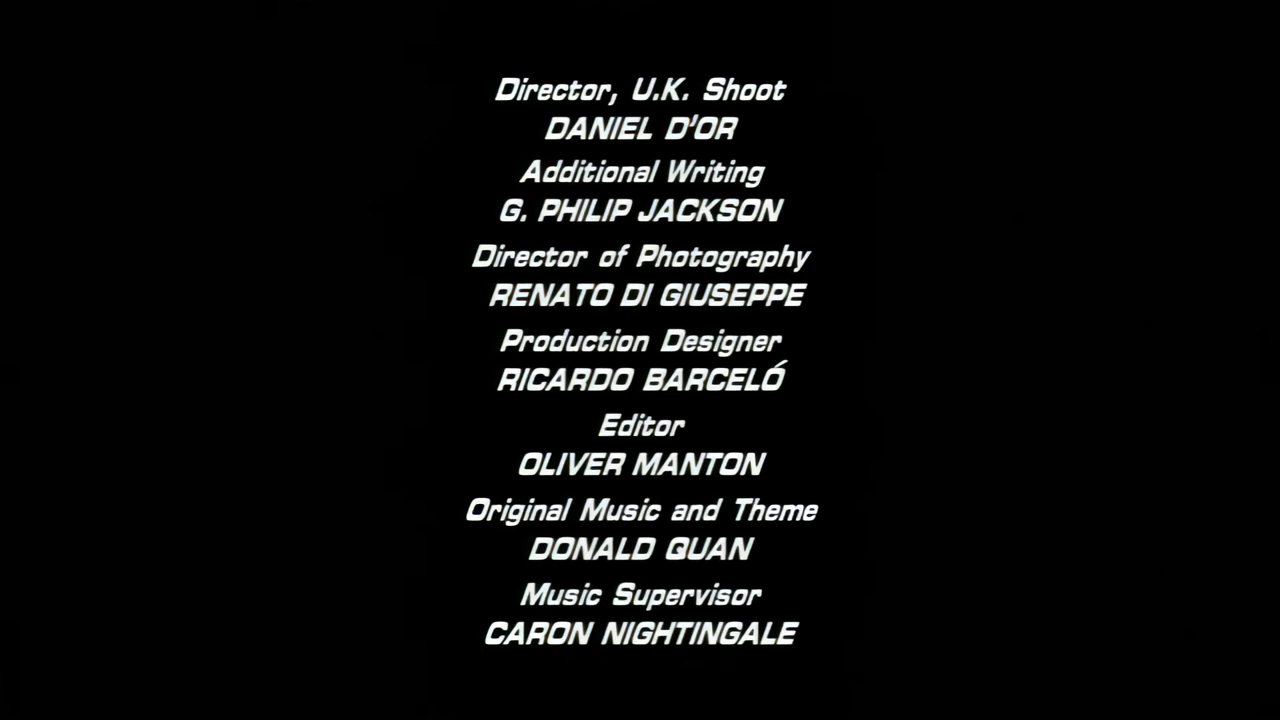 Director, U.K. Shoot
DANIEL D'OR
Additional Writing
G. PHILIP JACKSON
Director of Photography
RENATO DI GIUSEPPE
Production Designer
RICARDO BARCELÓ
Editor
OLIVER MANTON
Original Music and Theme
DONALD QUAN
Music Supervisor
CARON NIGHTINGALE